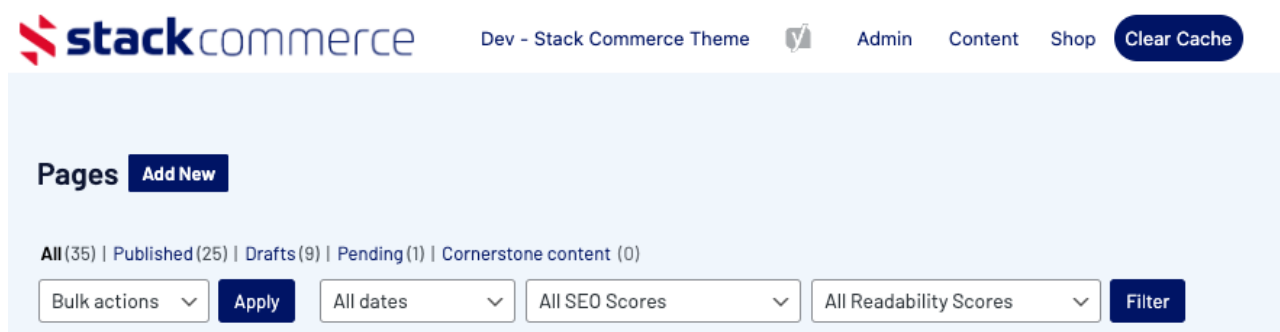 stackcommerce Dev - Stack Commerce Theme y Admin Content Shop Clear Cache
Pages Add New
All (35) | Published (25) | Drafts (9) | Pending (1) | Cornerstone content (0)
Bulk actions Apply All dates All SEO Scores All Readability Scores Filter